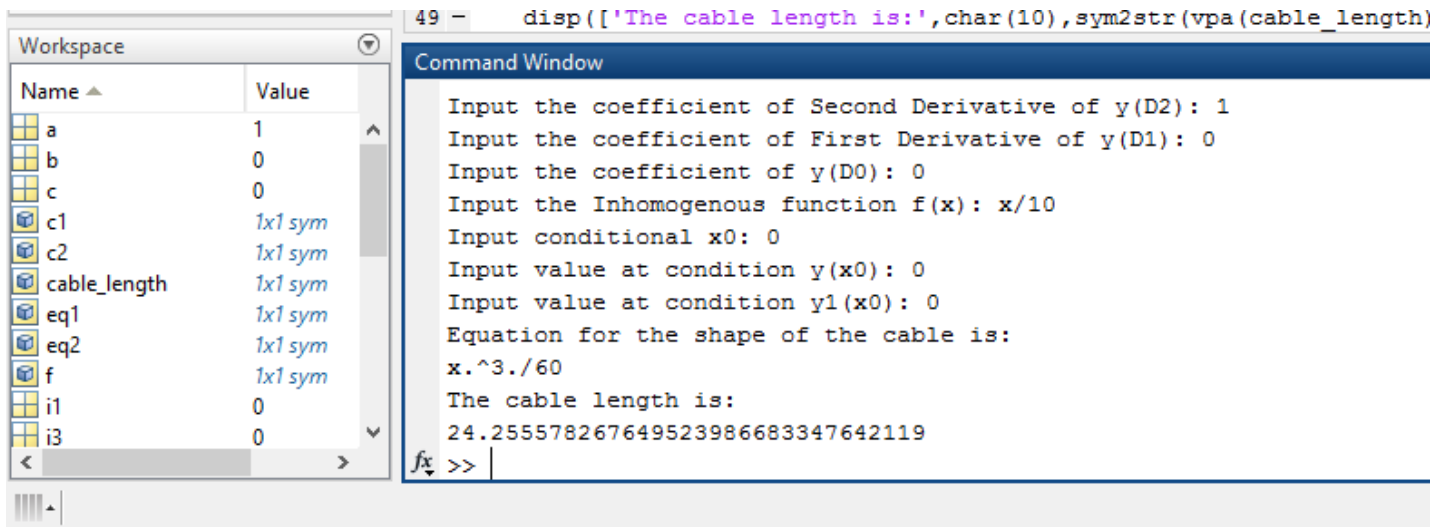 49 - disp(['The cable length is:',char(10),sym2str(vpa(cable_length)
Workspace
Name Value
a 1
b 0
c 0
c1 1x1 sym
c2 1x1 sym
cable_length 1x1 sym
eq1 1x1 sym
eq2 1x1 sym
f 1x1 sym
i1 0
i3 0
Command Window
Input the coefficient of Second Derivative of y(D2): 1
Input the coefficient of First Derivative of y(D1): 0
Input the coefficient of y(D0): 0
Input the Inhomogenous function f(x): x/10
Input conditional x0: 0
Input value at condition y(x0): 0
Input value at condition y1(x0): 0
Equation for the shape of the cable is:
x.^3./60
The cable length is:
24.255578267649523986683347642119
fx >>